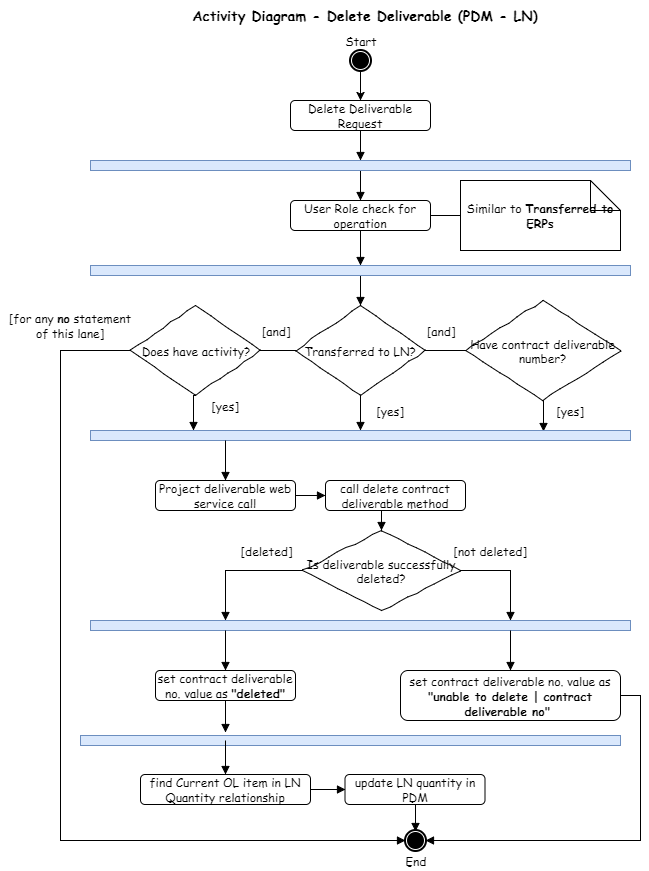 Activity Diagram - Delete Deliverable (PDM - LN)
Start
Delete Deliverable
Request
User Role check for
operation
Similar to Transferred to
ERPs
[for any no statement
of this lane]
Does have activity?
[and]
Transferred to LN?
[and]
Have contract deliverable
number?
[yes]
[yes]
[yes]
Project deliverable web
service call
call delete contract
deliverable method
[deleted]
Is deliverable successfully
deleted?
[not deleted]
set contract deliverable
no. value as "deleted"
set contract deliverable no. value as
"unable to delete | contract
deliverable no"
find Current OL item in LN
Quantity relationship
update LN quantity in
PDM
End